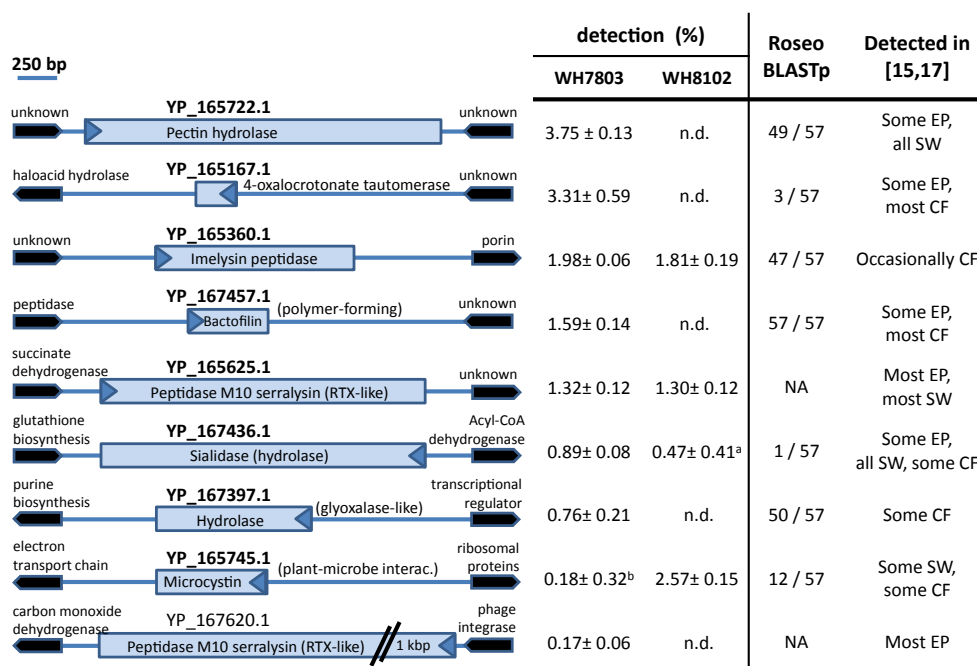 detection (%)
Roseo
BLASTp
Detected in
[15,17]
250 bp
WH7803
WH8102
unknown
YP_165722.1
unknown
Pectin hydrolase
3.75 ± 0.13
n.d.
49 / 57
Some EP,
all SW
haloacid hydrolase
YP_165167.1
4-oxalocrotonate tautomerase
unknown
3.31± 0.59
n.d.
3 / 57
Some EP,
most CF
unknown
YP_165360.1
porin
Imelysin peptidase
1.98± 0.06
1.81± 0.19
47 / 57
Occasionally CF
peptidase
YP_167457.1
(polymer-forming)
unknown
Bactofilin
1.59± 0.14
n.d.
57 / 57
Some EP,
most CF
succinate
dehydrogenase
YP_165625.1
unknown
Peptidase M10 serralysin (RTX-like)
1.32± 0.12
1.30± 0.12
NA
Most EP,
most SW
glutathione
biosynthesis
YP_167436.1
Acyl-CoA
dehydrogenase
Sialidase (hydrolase)
0.89± 0.08
0.47± 0.41ᵃ
1 / 57
Some EP,
all SW, some CF
purine
biosynthesis
YP_167397.1
transcriptional
regulator
Hydrolase
(glyoxalase-like)
0.76± 0.21
n.d.
50 / 57
Some CF
electron
transport chain
YP_165745.1
(plant-microbe interac.)
ribosomal
proteins
Microcystin
0.18± 0.32ᵇ
2.57± 0.15
12 / 57
Some SW,
some CF
carbon monoxide
dehydrogenase
YP_167620.1
phage
integrase
Peptidase M10 serralysin (RTX-like)
1 kbp
0.17± 0.06
n.d.
NA
Most EP